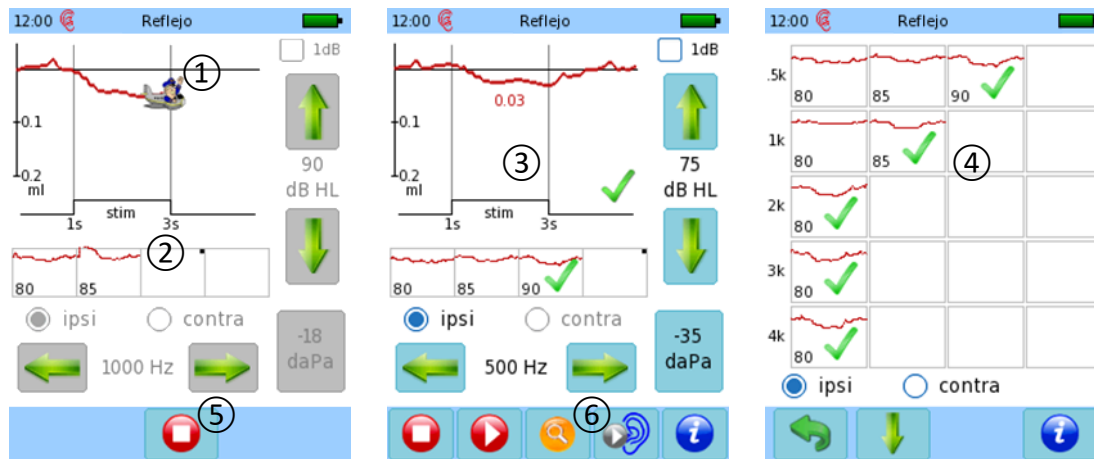 12:00 Reflejo
1dB
①
0.1
90
dB HL
0.2
ml
stim
1s 3s
②
80 85
ipsi contra
1000 Hz
-18
daPa
⑤
12:00 Reflejo
1dB
0.03
0.1
75
dB HL
③
0.2
ml
stim
1s 3s
80 85 90
ipsi contra
500 Hz
-35
daPa
⑥
i
12:00 Reflejo
.5k
80 85 90
1k
80 85
④
2k
80
3k
80
4k
80
ipsi contra
i